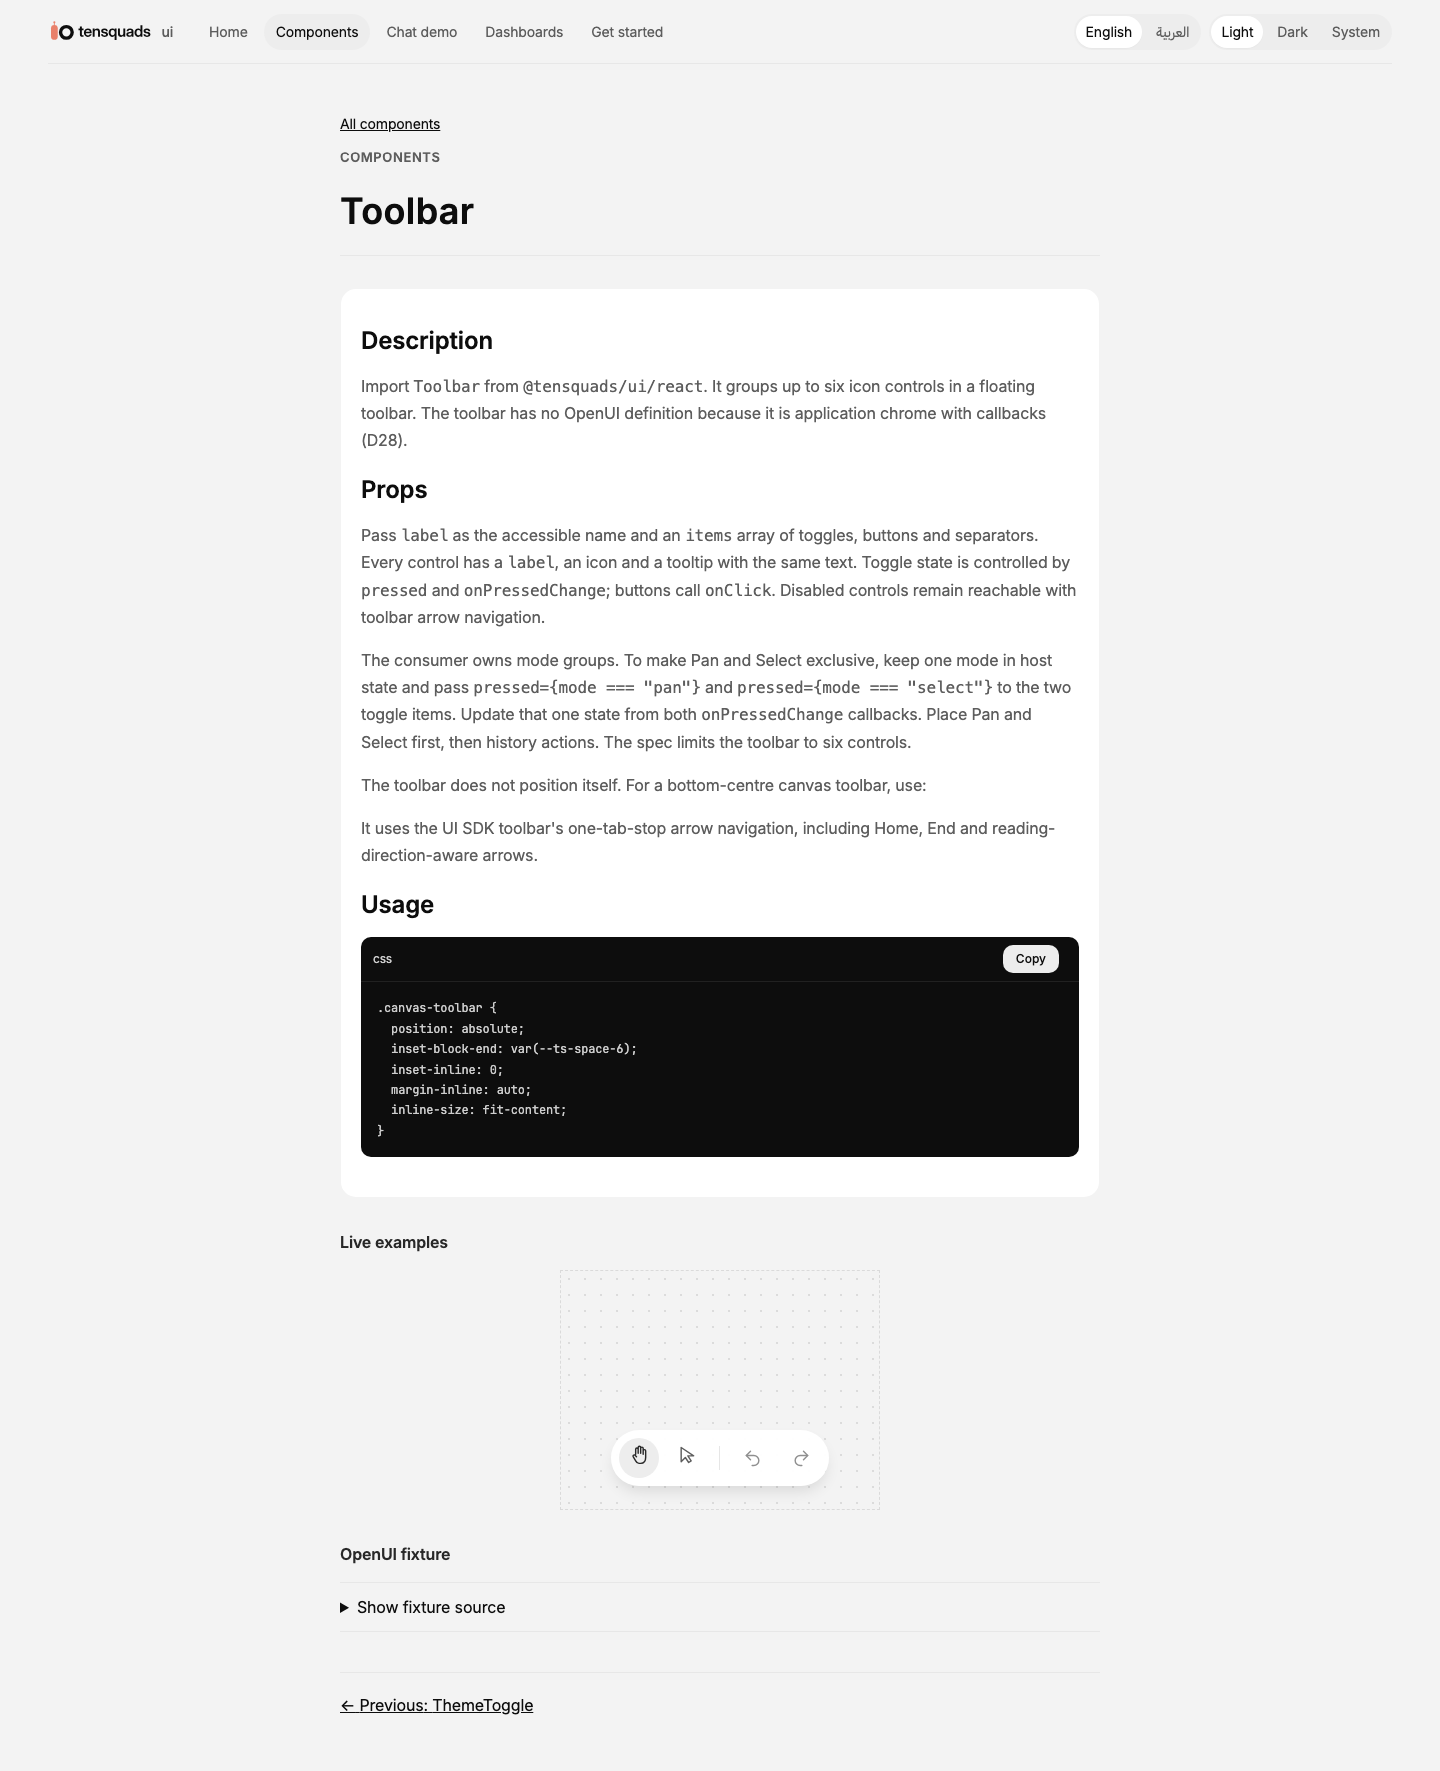 tensquads ui Home Components Chat demo Dashboards Get started English العربية Light Dark System
All components
COMPONENTS
Toolbar
Description
Import Toolbar from @tensquads/ui/react. It groups up to six icon controls in a floating
toolbar. The toolbar has no OpenUI definition because it is application chrome with callbacks
(D28).
Props
Pass label as the accessible name and an items array of toggles, buttons and separators.
Every control has a label, an icon and a tooltip with the same text. Toggle state is controlled by
pressed and onPressedChange; buttons call onClick. Disabled controls remain reachable with
toolbar arrow navigation.
The consumer owns mode groups. To make Pan and Select exclusive, keep one mode in host
state and pass pressed={mode === "pan"} and pressed={mode === "select"} to the two
toggle items. Update that one state from both onPressedChange callbacks. Place Pan and
Select first, then history actions. The spec limits the toolbar to six controls.
The toolbar does not position itself. For a bottom-centre canvas toolbar, use:
It uses the UI SDK toolbar's one-tab-stop arrow navigation, including Home, End and reading-
direction-aware arrows.
Usage
css Copy
.canvas-toolbar {
  position: absolute;
  inset-block-end: var(--ts-space-6);
  inset-inline: 0;
  margin-inline: auto;
  inline-size: fit-content;
}
Live examples
OpenUI fixture
▶ Show fixture source
← Previous: ThemeToggle